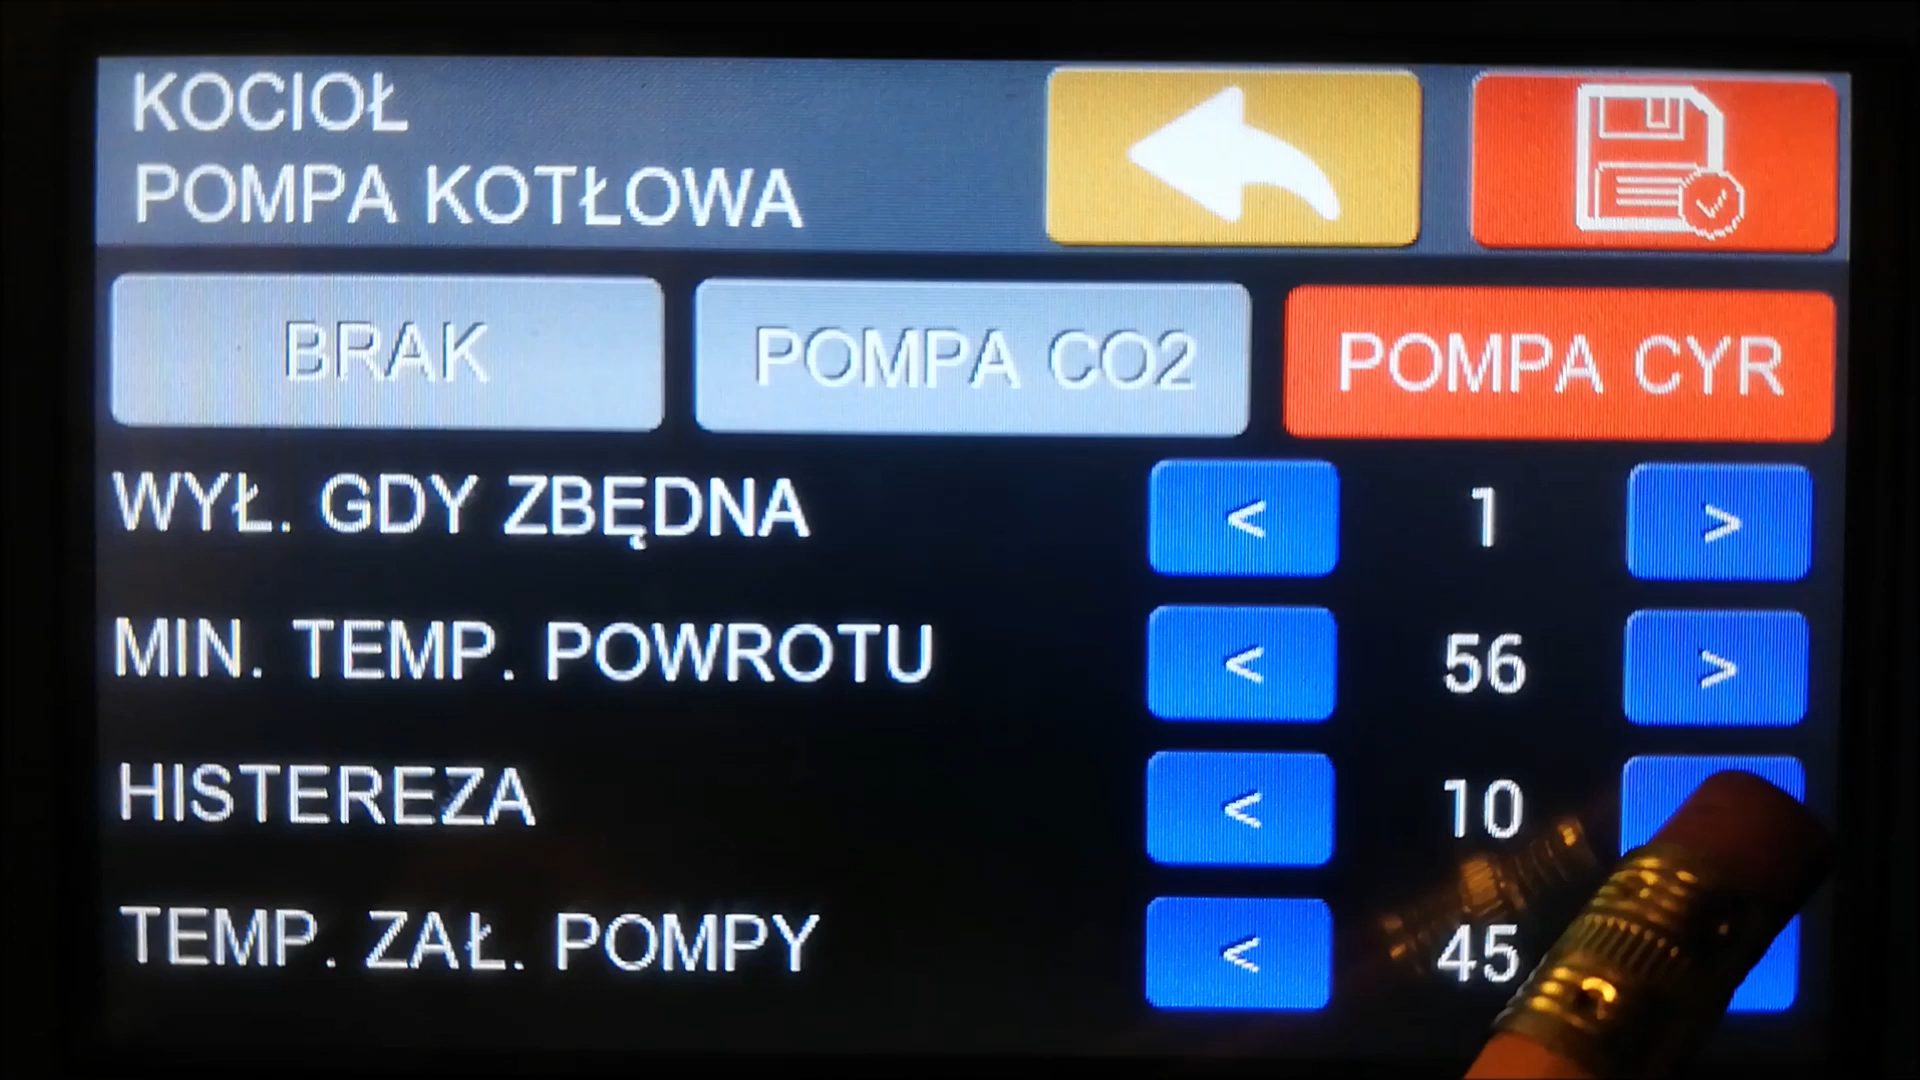 KOCIOŁ
POMPA KOTŁOWA
BRAK POMPA CO2 POMPA CYR
WYŁ. GDY ZBĘDNA < 1 >
MIN. TEMP. POWROTU < 56 >
HISTEREZA < 10
TEMP. ZAŁ. POMPY < 45